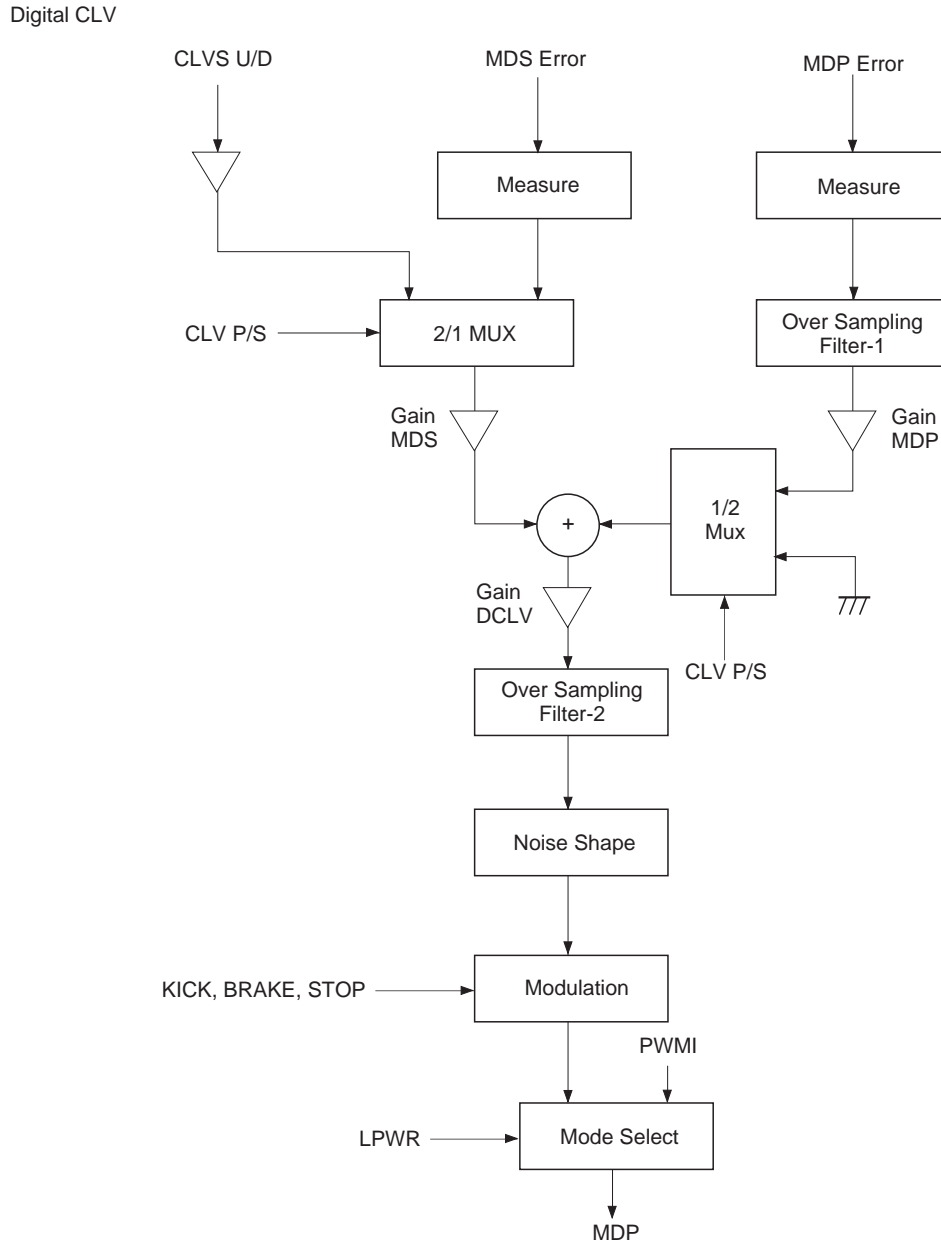 Digital CLV
CLVS U/D
MDS Error
MDP Error
Measure
Measure
CLV P/S
2/1 MUX
Over Sampling
Filter-1
Gain
MDS
Gain
MDP
1/2
Mux
+
Gain
DCLV
CLV P/S
Over Sampling
Filter-2
Noise Shape
KICK, BRAKE, STOP
Modulation
PWMI
LPWR
Mode Select
MDP